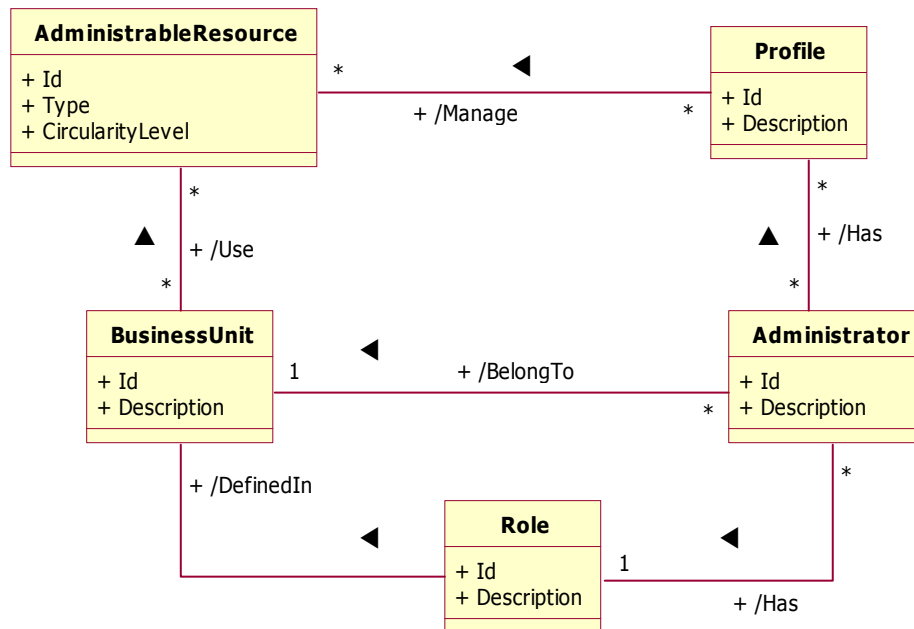 AdministrableResource
+ Id
+ Type
+ CircularityLevel
*
+ /Manage
*
Profile
+ Id
+ Description
*
+ /Use
*
*
+ /Has
*
BusinessUnit
+ Id
+ Description
1
+ /BelongTo
*
Administrator
+ Id
+ Description
+ /DefinedIn
*
Role
+ Id
+ Description
1
+ /Has